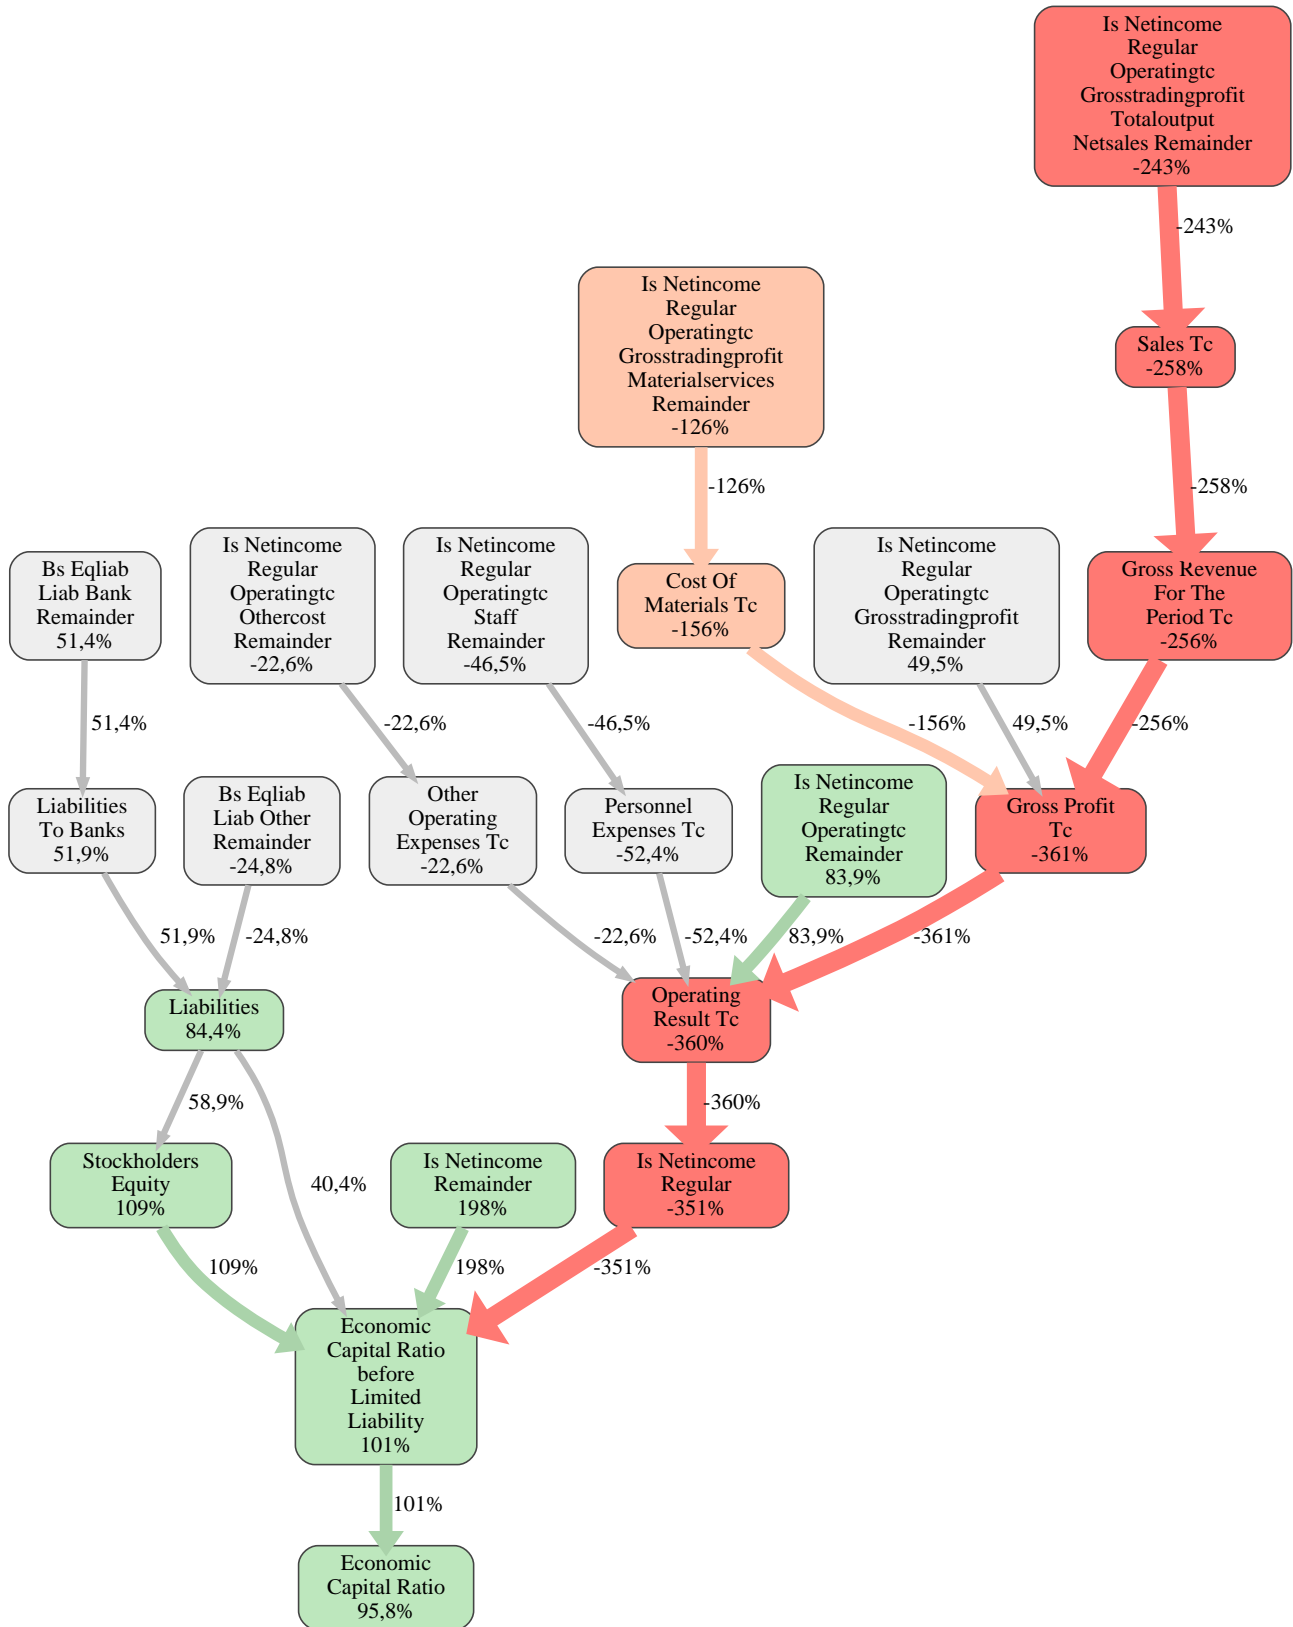 Is Netincome
Regular
Operatingtc
Grosstradingprofit
Totaloutput
Netsales Remainder
-243%
-243%
Is Netincome
Regular
Operatingtc
Grosstradingprofit
Materialservices
Remainder
-126%
Sales Tc
-258%
-126%
-258%
Bs Eqliab
Liab Bank
Remainder
51,4%
Is Netincome
Regular
Operatingtc
Othercost
Remainder
-22,6%
Is Netincome
Regular
Operatingtc
Staff
Remainder
-46,5%
Cost Of
Materials Tc
-156%
Is Netincome
Regular
Operatingtc
Grosstradingprofit
Remainder
49,5%
Gross Revenue
For The
Period Tc
-256%
51,4%
-22,6%
-46,5%
-156%
49,5%
-256%
Liabilities
To Banks
51,9%
Bs Eqliab
Liab Other
Remainder
-24,8%
Other
Operating
Expenses Tc
-22,6%
Personnel
Expenses Tc
-52,4%
Is Netincome
Regular
Operatingtc
Remainder
83,9%
Gross Profit
Tc
-361%
51,9%
-24,8%
-22,6%
-52,4%
83,9%
-361%
Liabilities
84,4%
Operating
Result Tc
-360%
58,9%
-360%
Stockholders
Equity
109%
40,4%
Is Netincome
Remainder
198%
Is Netincome
Regular
-351%
109%
198%
-351%
Economic
Capital Ratio
before
Limited
Liability
101%
101%
Economic
Capital Ratio
95,8%